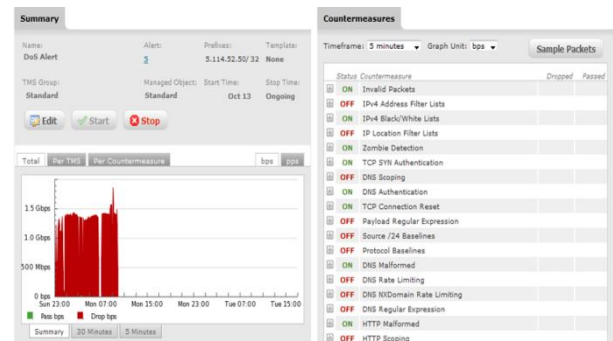 Summary
Name: Alert: Prefixes: Template:
DoS Alert 5 5.114.52.50/32 None
TMS Group: Managed Object: Start Time: Stop Time:
Standard Standard Oct 13 Ongoing
Edit Start Stop
Total Per TMS Per Countermeasure bps pps
1.5 Gbps
1.0 Gbps
500 Mbps
0 bps
Sun 23:00 Mon 07:00 Mon 15:00 Mon 23:00 Tue 07:00 Tue 15:00
Pass bps Drop bps
Summary 30 Minutes 5 Minutes
Countermeasures
Timeframe: 5 minutes Graph Unit: bps Sample Packets
Status Countermeasure Dropped Passed
ON Invalid Packets
OFF IPv4 Address Filter Lists
ON IPv4 Black/White Lists
OFF IP Location Filter Lists
ON Zombie Detection
ON TCP SYN Authentication
OFF DNS Scoping
ON DNS Authentication
ON TCP Connection Reset
OFF Payload Regular Expression
OFF Source /24 Baselines
OFF Protocol Baselines
ON DNS Malformed
OFF DNS Rate Limiting
OFF DNS NXDomain Rate Limiting
OFF DNS Regular Expression
ON HTTP Malformed
OFF HTTP Scoping